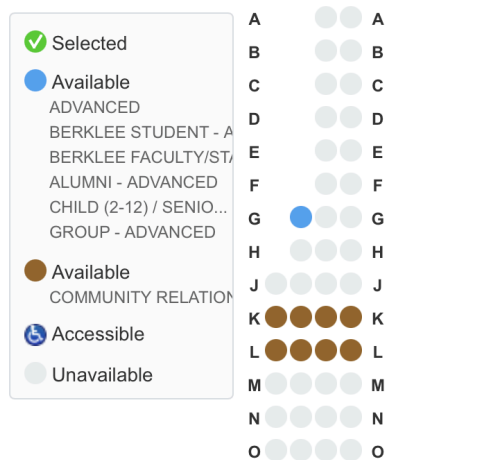 Selected
Available
ADVANCED
BERKLEE STUDENT - A
BERKLEE FACULTY/STA
ALUMNI - ADVANCED
CHILD (2-12) / SENIO...
GROUP - ADVANCED
Available
COMMUNITY RELATION
Accessible
Unavailable
A A
B B
C C
D D
E E
F F
G G
H H
J J
K K
L L
M M
N N
O O